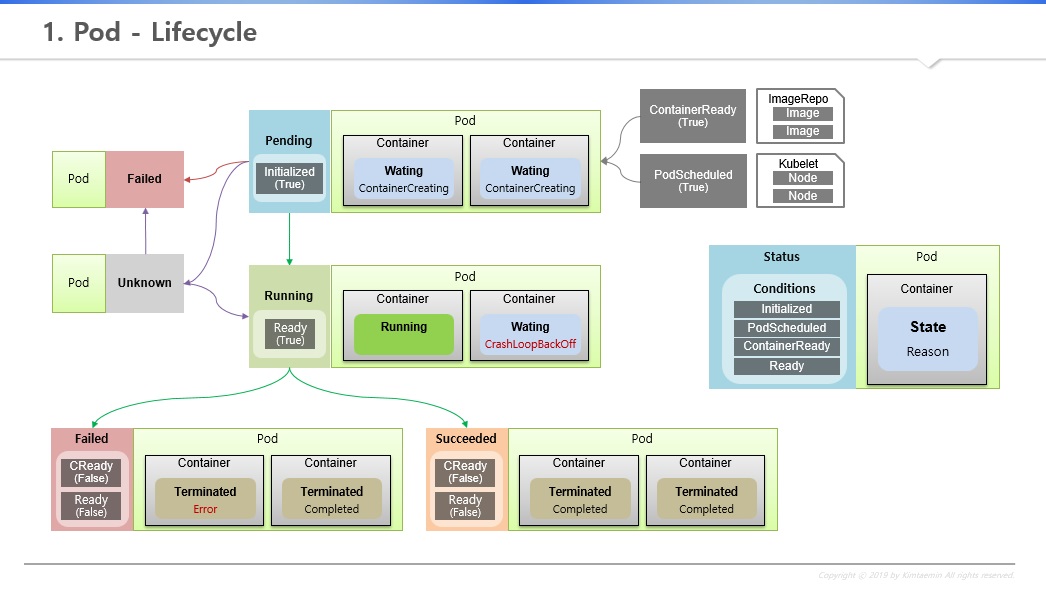 1. Pod - Lifecycle
ContainerReady
(True)
ImageRepo
Image
Image
Pod
Pending
Initialized
(True)
Container
Wating
ContainerCreating
Container
Wating
ContainerCreating
PodScheduled
(True)
Kubelet
Node
Node
Pod
Failed
Pod
Unknown
Running
Ready
(True)
Pod
Container
Running
Container
Wating
CrashLoopBackOff
Status
Conditions
Initialized
PodScheduled
ContainerReady
Ready
Pod
Container
State
Reason
Failed
CReady
(False)
Ready
(False)
Pod
Container
Terminated
Error
Container
Terminated
Completed
Succeeded
CReady
(False)
Ready
(False)
Pod
Container
Terminated
Completed
Container
Terminated
Completed
Copyright ⓒ 2019 by Kimtaemin All rights reserved.